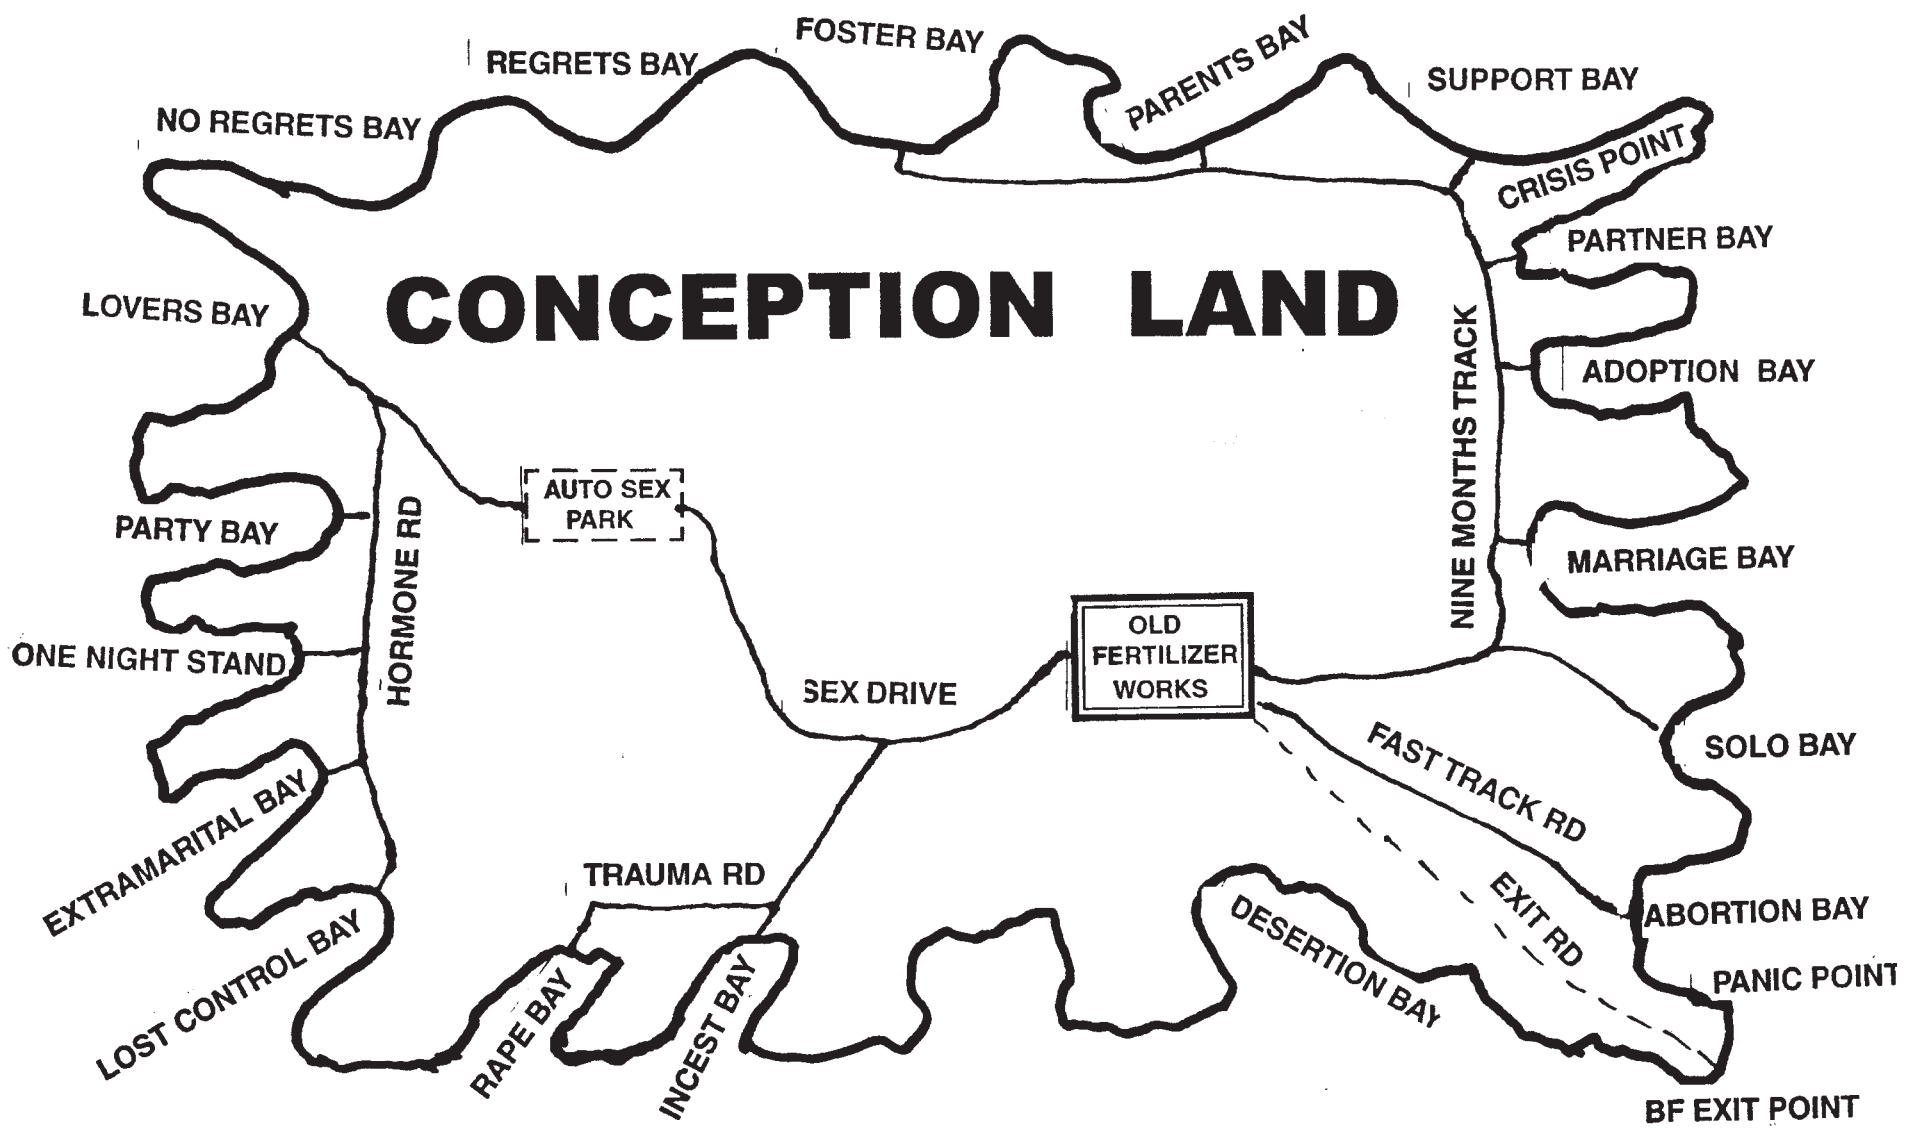 FOSTER BAY
REGRETS BAY
PARENTS BAY
SUPPORT BAY
NO REGRETS BAY
CRISIS POINT
PARTNER BAY
LOVERS BAY
CONCEPTION LAND
ADOPTION BAY
NINE MONTHS TRACK
AUTO SEX
PARK
PARTY BAY
HORMONE RD
MARRIAGE BAY
ONE NIGHT STAND
OLD
FERTILIZER
WORKS
SEX DRIVE
SOLO BAY
FAST TRACK RD
EXTRAMARITAL BAY
TRAUMA RD
EXIT RD
ABORTION BAY
DESERTION BAY
LOST CONTROL BAY
RAPE BAY
INCEST BAY
PANIC POINT
BF EXIT POINT